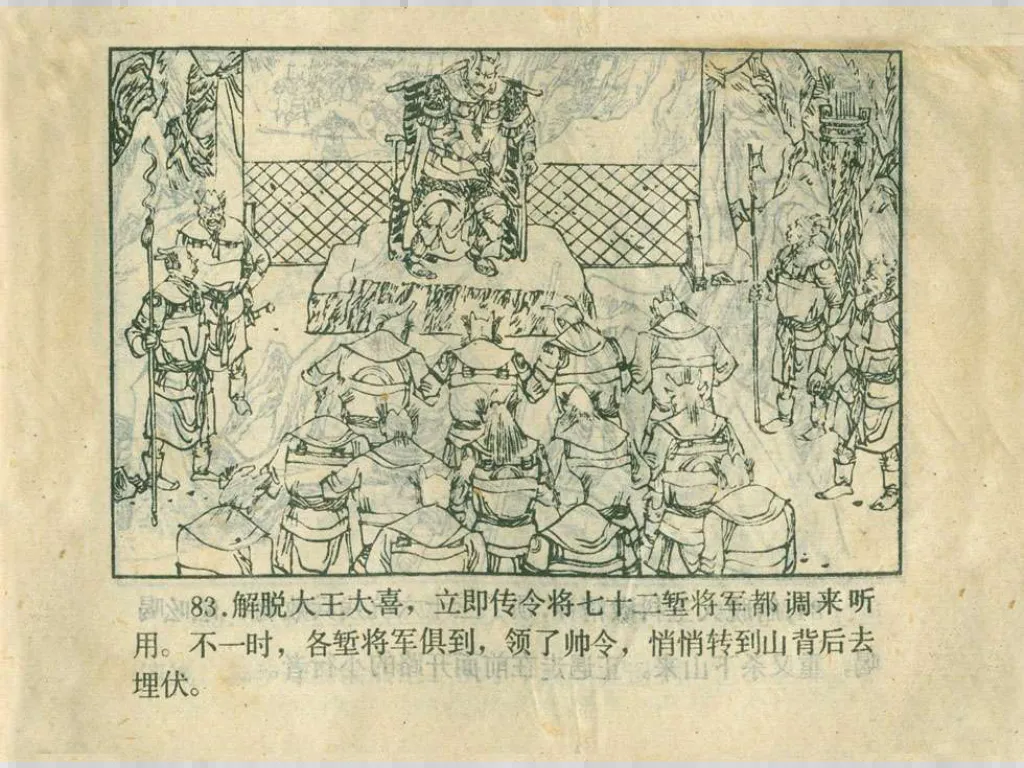 83.解脱大王大喜，立即传令将七十二堑将军都调来听
用。不一时，各堑将军俱到，领了帅令，悄悄转到山背后去
埋伏。